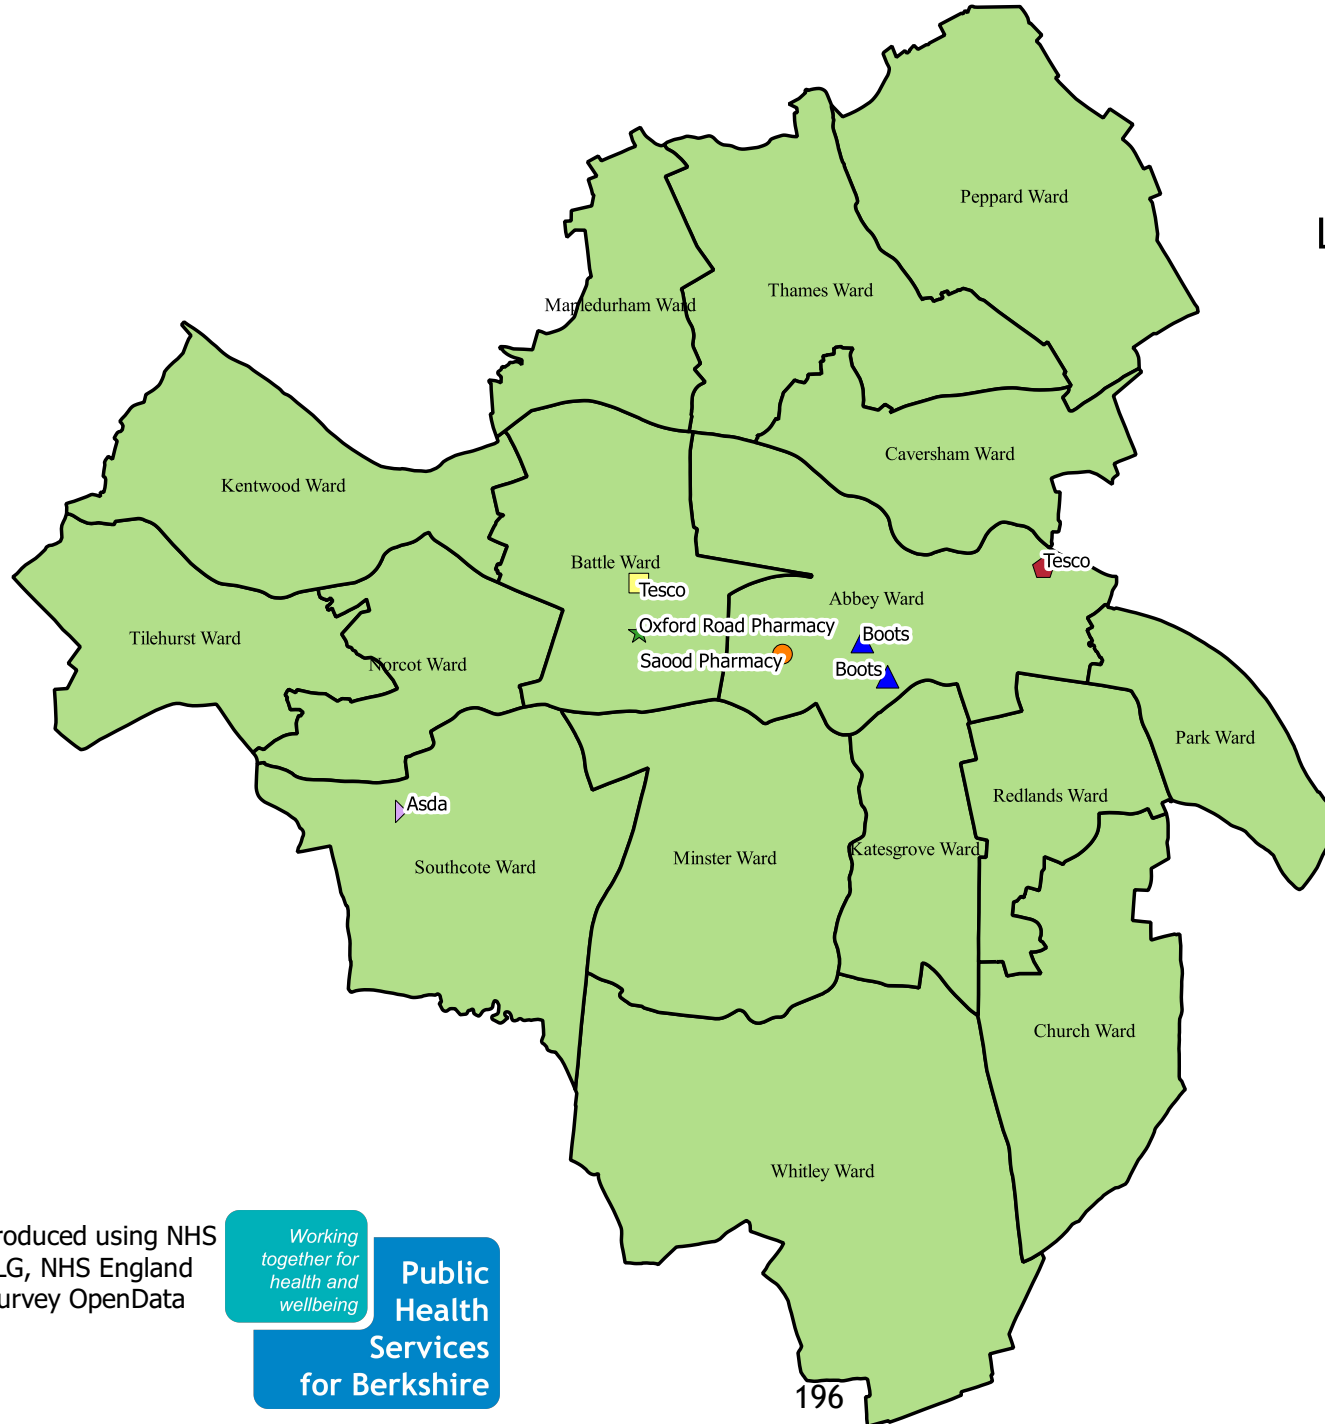 Peppard Ward
Thames Ward
Mapledurham Ward
Caversham Ward
Kentwood Ward
Battle Ward
Tesco
Tesco
Abbey Ward
Oxford Road Pharmacy
Boots
Tilehurst Ward
Norcot Ward
Saood Pharmacy
Boots
Park Ward
Redlands Ward
Asda
Southcote Ward
Minster Ward
Katesgrove Ward
Church Ward
Whitley Ward
roduced using NHS
LG, NHS England
urvey OpenData
Working
together for
health and
wellbeing
Public
Health
Services
for Berkshire
196